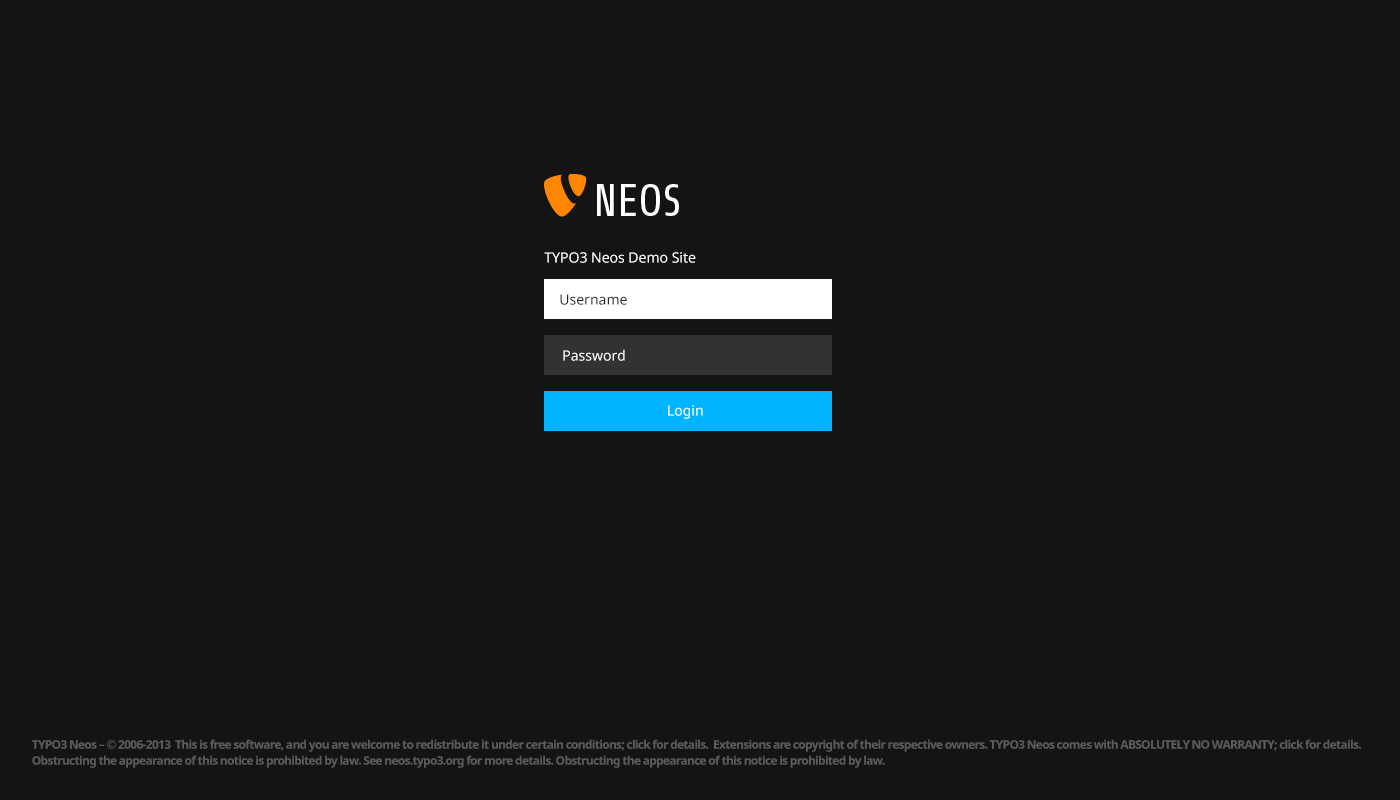 NEOS
TYPO3 Neos Demo Site
Username
Password
Login
TYPO3 Neos – © 2006-2013 This is free software, and you are welcome to redistribute it under certain conditions; click for details. Extensions are copyright of their respective owners. TYPO3 Neos comes with ABSOLUTELY NO WARRANTY; click for details.
Obstructing the appearance of this notice is prohibited by law. See neos.typo3.org for more details. Obstructing the appearance of this notice is prohibited by law.